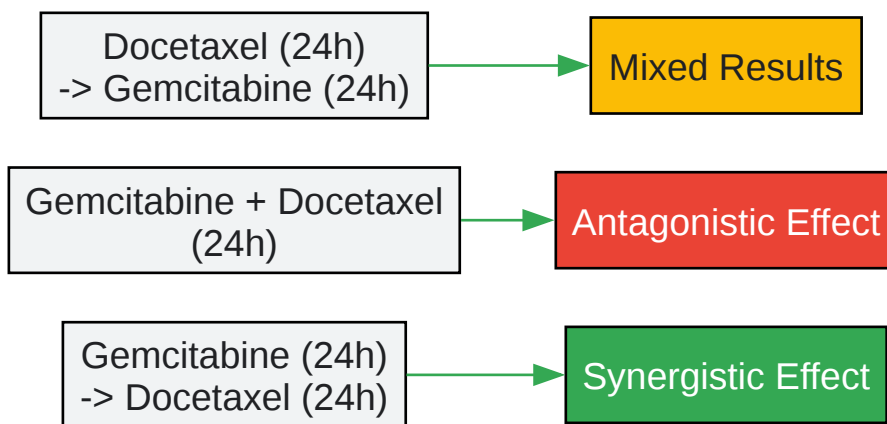 Docetaxel (24h)
-> Gemcitabine (24h)
Mixed Results
Gemcitabine + Docetaxel
(24h)
Antagonistic Effect
Gemcitabine (24h)
-> Docetaxel (24h)
Synergistic Effect